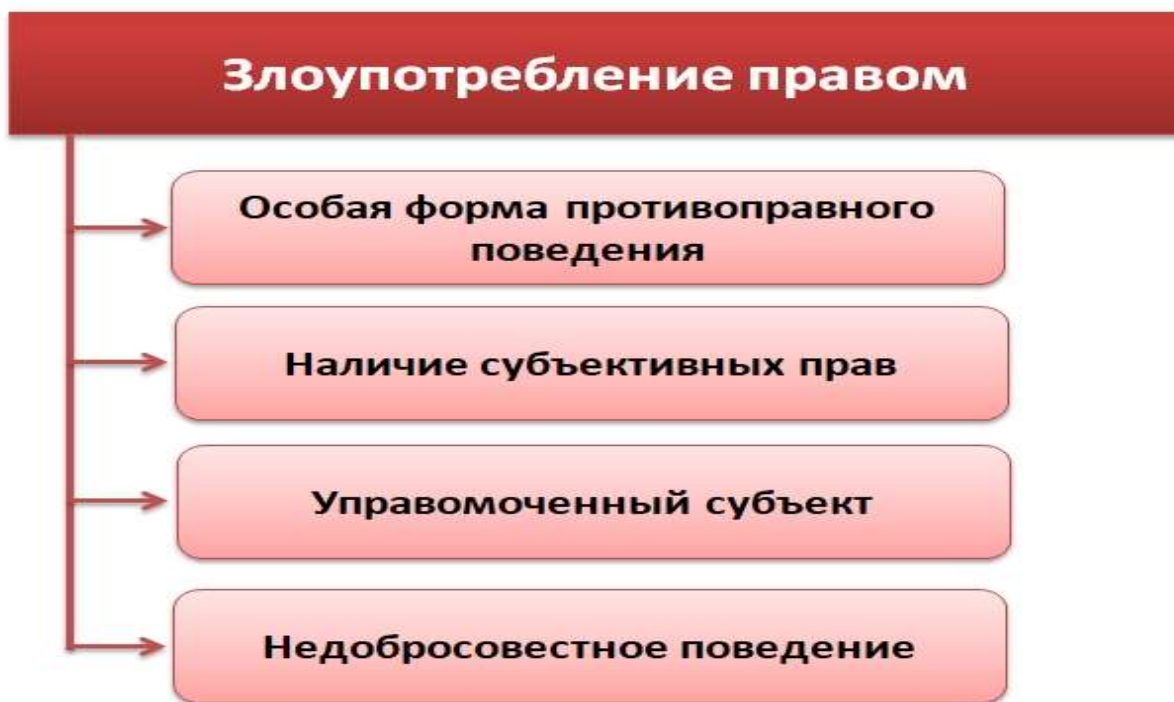 Злоупотребление правом
Особая форма противоправного
поведения
Наличие субъективных прав
Управомоченный субъект
Недобросовестное поведение